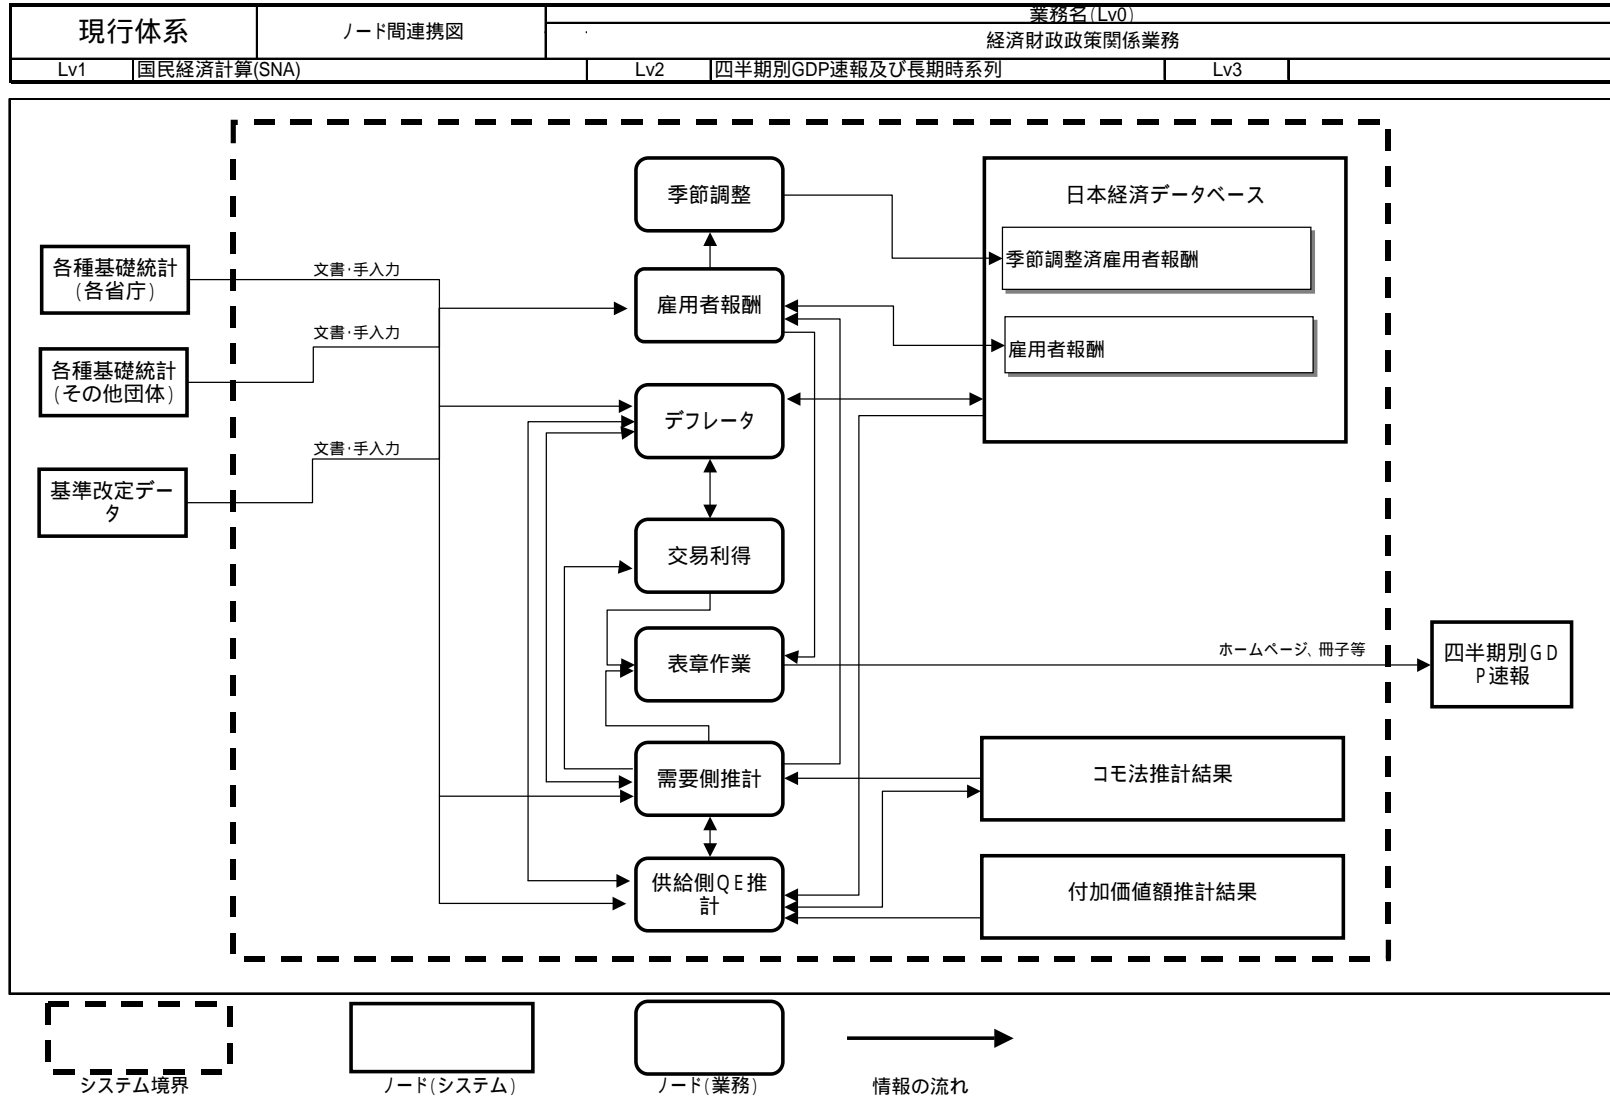 現行体系
ノード間連携図
業務名(Lv0)
経済財政政策関係業務
Lv1
国民経済計算(SNA)
Lv2
四半期別GDP速報及び長期時系列
Lv3
季節調整
日本経済データベース
季節調整済雇用者報酬
各種基礎統計
(各省庁)
文書・手入力
雇用者報酬
雇用者報酬
各種基礎統計
(その他団体)
文書・手入力
デフレータ
文書・手入力
基準改定デー
タ
交易利得
表章作業
ホームページ、冊子等
四半期別GD
P速報
需要側推計
コモ法推計結果
供給側QE推
計
付加価値額推計結果
システム境界
ノード(システム)
ノード(業務)
情報の流れ